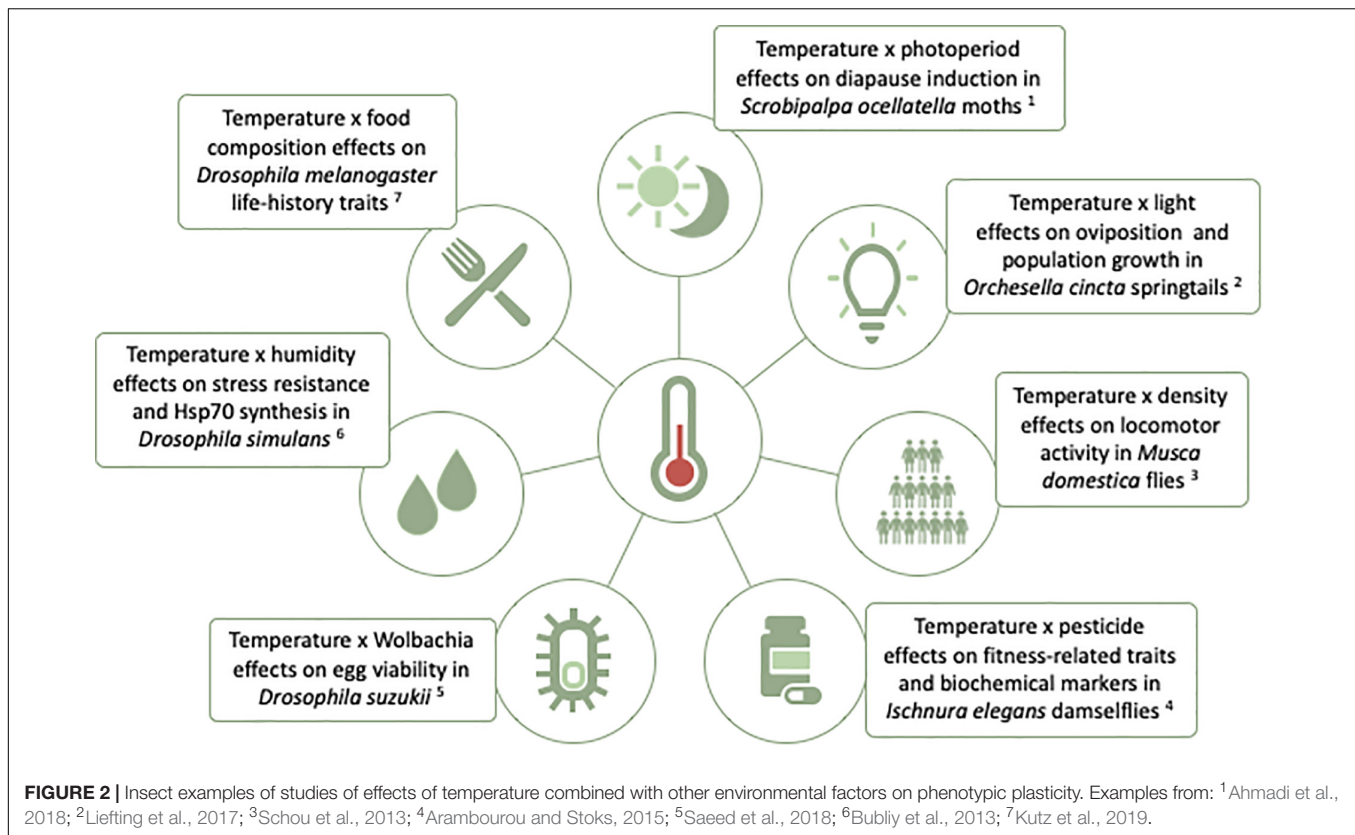 Temperature x photoperiod
effects on diapause induction in
Scrobipalpa ocellatella moths ¹
Temperature x light
effects on oviposition and
population growth in
Orchesella cincta springtails ²
Temperature x density
effects on locomotor
activity in Musca
domestica flies ³
Temperature x pesticide
effects on fitness-related traits
and biochemical markers in
Ischnura elegans damselflies ⁴
Temperature x Wolbachia
effects on egg viability in
Drosophila suzukii ⁵
Temperature x humidity
effects on stress resistance
and Hsp70 synthesis in
Drosophila simulans ⁶
Temperature x food
composition effects on
Drosophila melanogaster
life-history traits ⁷
FIGURE 2 | Insect examples of studies of effects of temperature combined with other environmental factors on phenotypic plasticity. Examples from: ¹Ahmadi et al.,
2018; ²Liefting et al., 2017; ³Schou et al., 2013; ⁴Arambourou and Stoks, 2015; ⁵Saeed et al., 2018; ⁶Bubliy et al., 2013; ⁷Kutz et al., 2019.